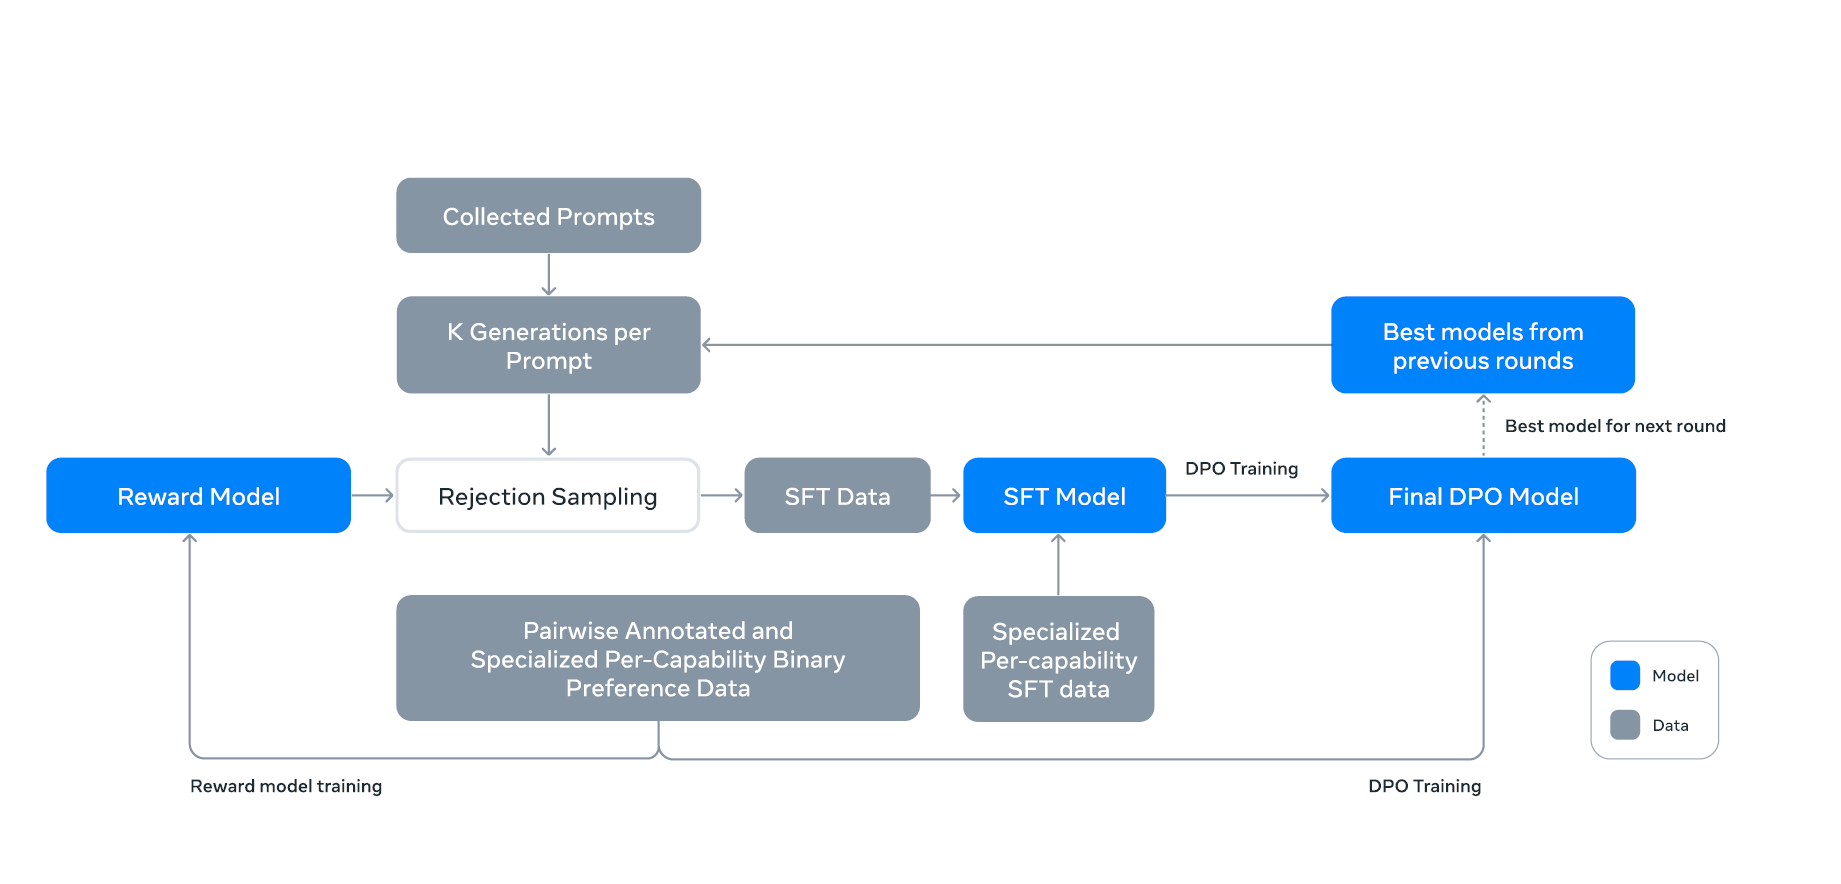 Collected Prompts
K Generations per
Prompt
Best models from
previous rounds
Best model for next round
Reward Model
Rejection Sampling
SFT Data
SFT Model
DPO Training
Final DPO Model
Pairwise Annotated and
Specialized Per-Capability Binary
Preference Data
Specialized
Per-capability
SFT data
Model
Data
Reward model training
DPO Training